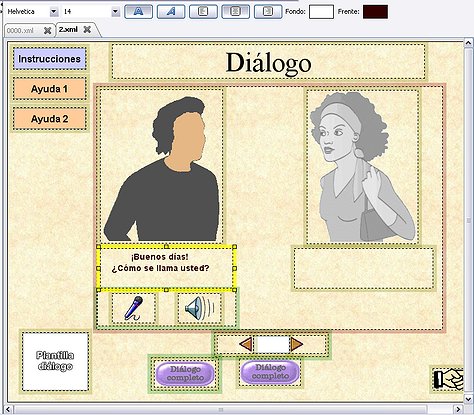 Helvetica 14 A A Fondo: Frente:
0000.xml 2.xml
Instrucciones
Diálogo
Ayuda 1
Ayuda 2
¡Buenos días!
¿Cómo se llama usted?
Plantilla
diálogo
Diálogo
completo
Diálogo
completo